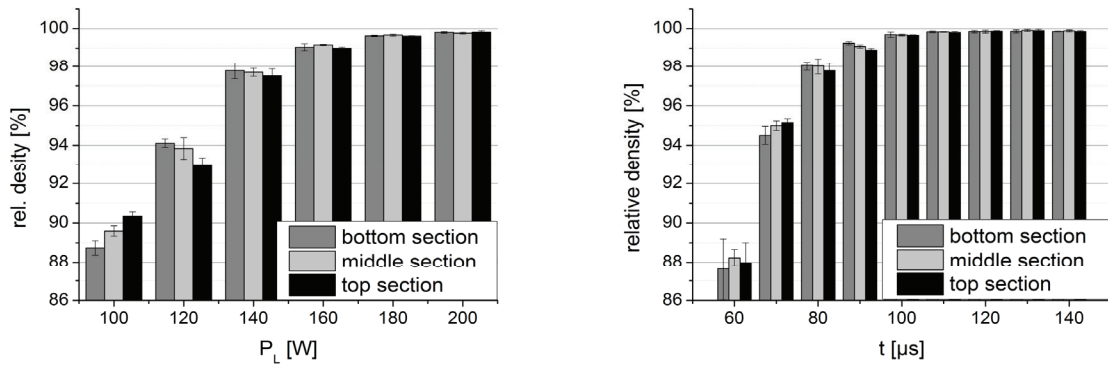 rel. desity [%]
100
98
96
94
92
90
88
86
bottom section
middle section
top section
100 120 140 160 180 200
P_L [W]
relative density [%]
100
98
96
94
92
90
88
86
bottom section
middle section
top section
60 80 100 120 140
t [µs]